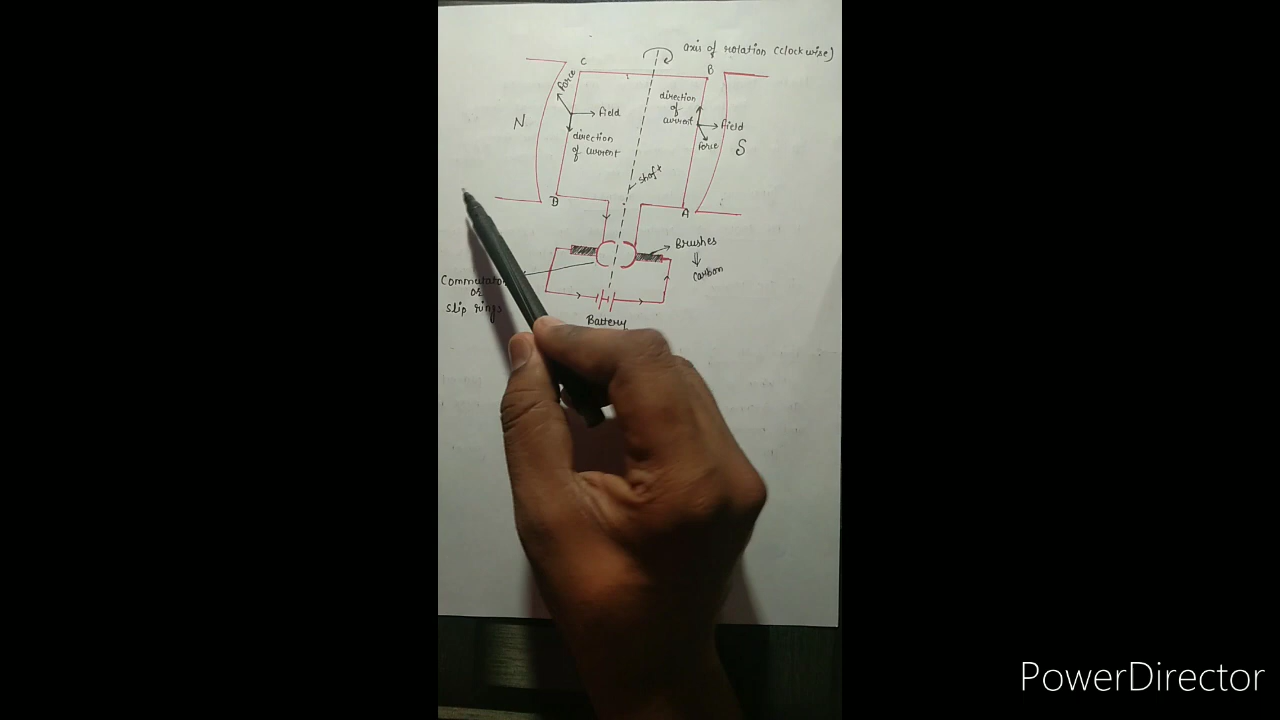 axis of rotation (clockwise)
C
B
Force
direction
of
current
field
field
N
direction
of current
Force
S
shaft
B
A
Brushes
⇓
carbon
Commutator
or
slip rings
Battery
PowerDirector